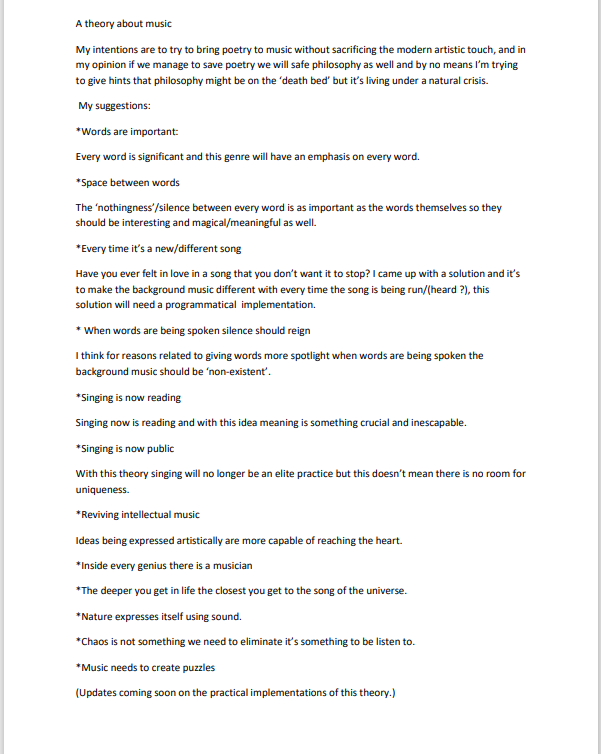 A theory about music
My intentions are to try to bring poetry to music without sacrificing the modern artistic touch, and in
my opinion if we manage to save poetry we will safe philosophy as well and by no means I'm trying
to give hints that philosophy might be on the 'death bed' but it's living under a natural crisis.
My suggestions:
*Words are important:
Every word is significant and this genre will have an emphasis on every word.
*Space between words
The 'nothingness'/silence between every word is as important as the words themselves so they
should be interesting and magical/meaningful as well.
*Every time it's a new/different song
Have you ever felt in love in a song that you don't want it to stop? I came up with a solution and it's
to make the background music different with every time the song is being run/(heard ?), this
solution will need a programmatical implementation.
* When words are being spoken silence should reign
I think for reasons related to giving words more spotlight when words are being spoken the
background music should be 'non-existent'.
*Singing is now reading
Singing now is reading and with this idea meaning is something crucial and inescapable.
*Singing is now public
With this theory singing will no longer be an elite practice but this doesn't mean there is no room for
uniqueness.
*Reviving intellectual music
Ideas being expressed artistically are more capable of reaching the heart.
*Inside every genius there is a musician
*The deeper you get in life the closest you get to the song of the universe.
*Nature expresses itself using sound.
*Chaos is not something we need to eliminate it's something to be listen to.
*Music needs to create puzzles
(Updates coming soon on the practical implementations of this theory.)